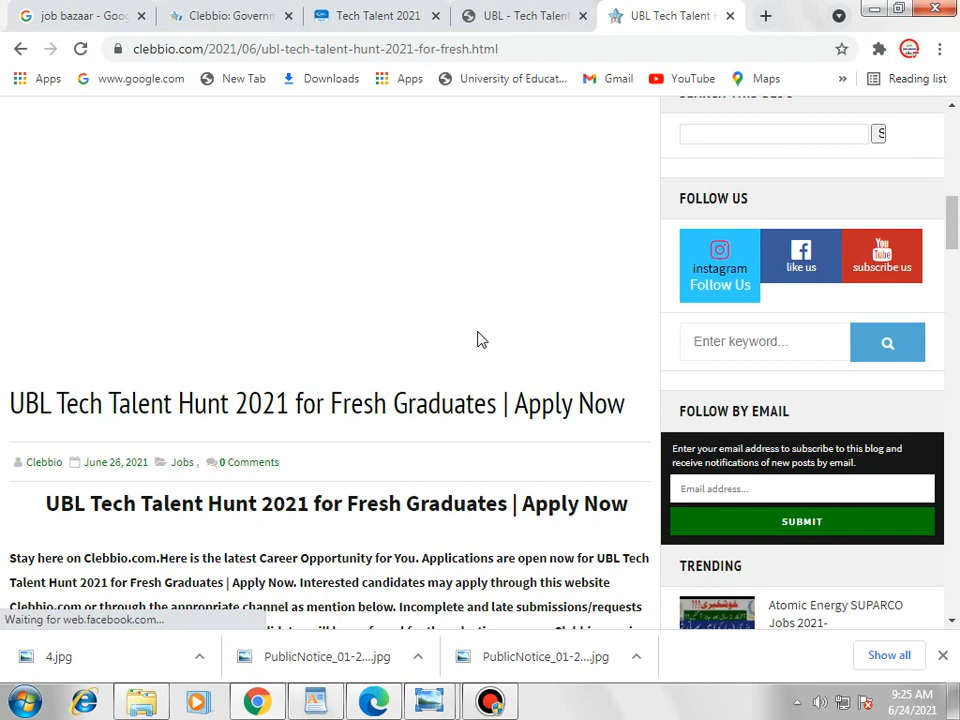 job bazaar - Goo
Clebbio: Governm
Tech Talent 2021
UBL - Tech Talent
UBL Tech Talent H
clebbio.com/2021/06/ubl-tech-talent-hunt-2021-for-fresh.html
Apps
www.google.com
New Tab
Downloads
Apps
University of Educat...
Gmail
YouTube
Maps
»
Reading list
S
FOLLOW US
instagram
Follow Us
like us
You
Tube
subscribe us
Enter keyword...
UBL Tech Talent Hunt 2021 for Fresh Graduates | Apply Now
Clebbio June 26, 2021 Jobs , 0 Comments
UBL Tech Talent Hunt 2021 for Fresh Graduates | Apply Now
Stay here on Clebbio.com.Here is the latest Career Opportunity for You. Applications are open now for UBL Tech
Talent Hunt 2021 for Fresh Graduates | Apply Now. Interested candidates may apply through this website
Clebbio.com or through the appropriate channel as mention below. Incomplete and late submissions/requests
FOLLOW BY EMAIL
Enter your email address to subscribe to this blog and
receive notifications of new posts by email.
Email address...
SUBMIT
TRENDING
خوشخبری!!!
Atomic Energy SUPARCO
Jobs 2021-
Waiting for web.facebook.com...
4.jpg
PublicNotice_01-2....jpg
PublicNotice_01-2....jpg
Show all
9:25 AM
6/24/2021